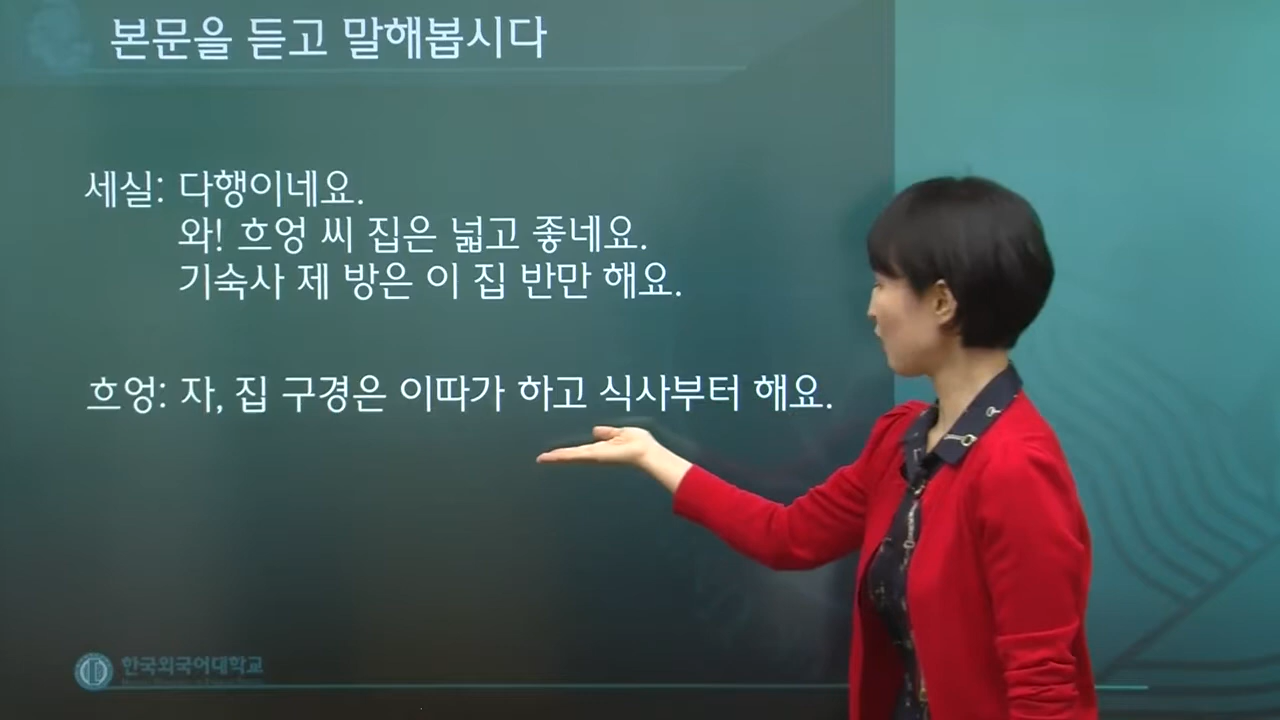 본문을 듣고 말해봅시다
세실: 다행이네요.
와! 흐엉 씨 집은 넓고 좋네요.
기숙사 제 방은 이 집 반만 해요.
흐엉: 자, 집 구경은 이따가 하고 식사부터 해요.
한국외국어대학교